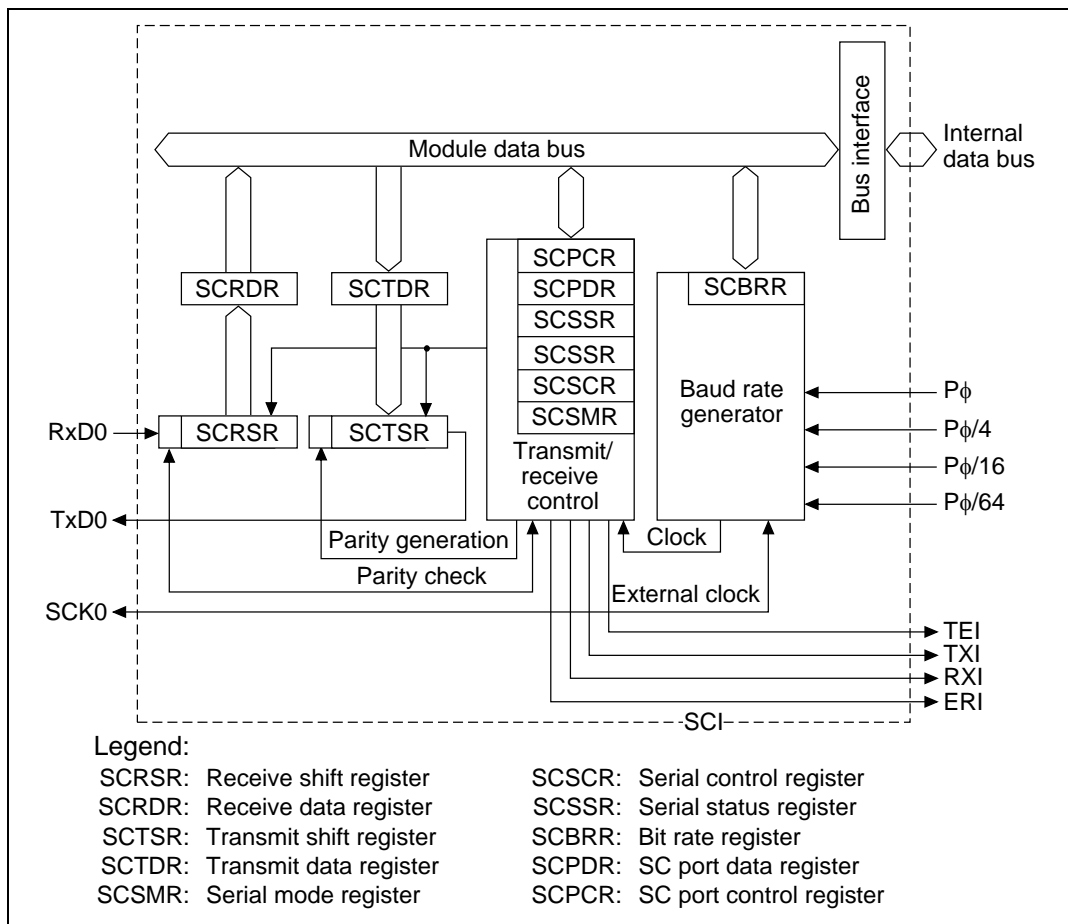 Bus interface
Internal
data bus
Module data bus
SCRDR
SCTDR
SCPCR
SCPDR
SCSSR
SCSSR
SCSCR
SCSMR
Transmit/
receive
control
SCBRR
Baud rate
generator
Pϕ
Pϕ/4
Pϕ/16
Pϕ/64
RxD0
SCRSR
SCTSR
TxD0
Parity generation
Clock
Parity check
External clock
SCK0
TEI
TXI
RXI
ERI
SCI
Legend:
SCRSR: Receive shift register
SCRDR: Receive data register
SCTSR: Transmit shift register
SCTDR: Transmit data register
SCSMR: Serial mode register
SCSCR: Serial control register
SCSSR: Serial status register
SCBRR: Bit rate register
SCPDR: SC port data register
SCPCR: SC port control register